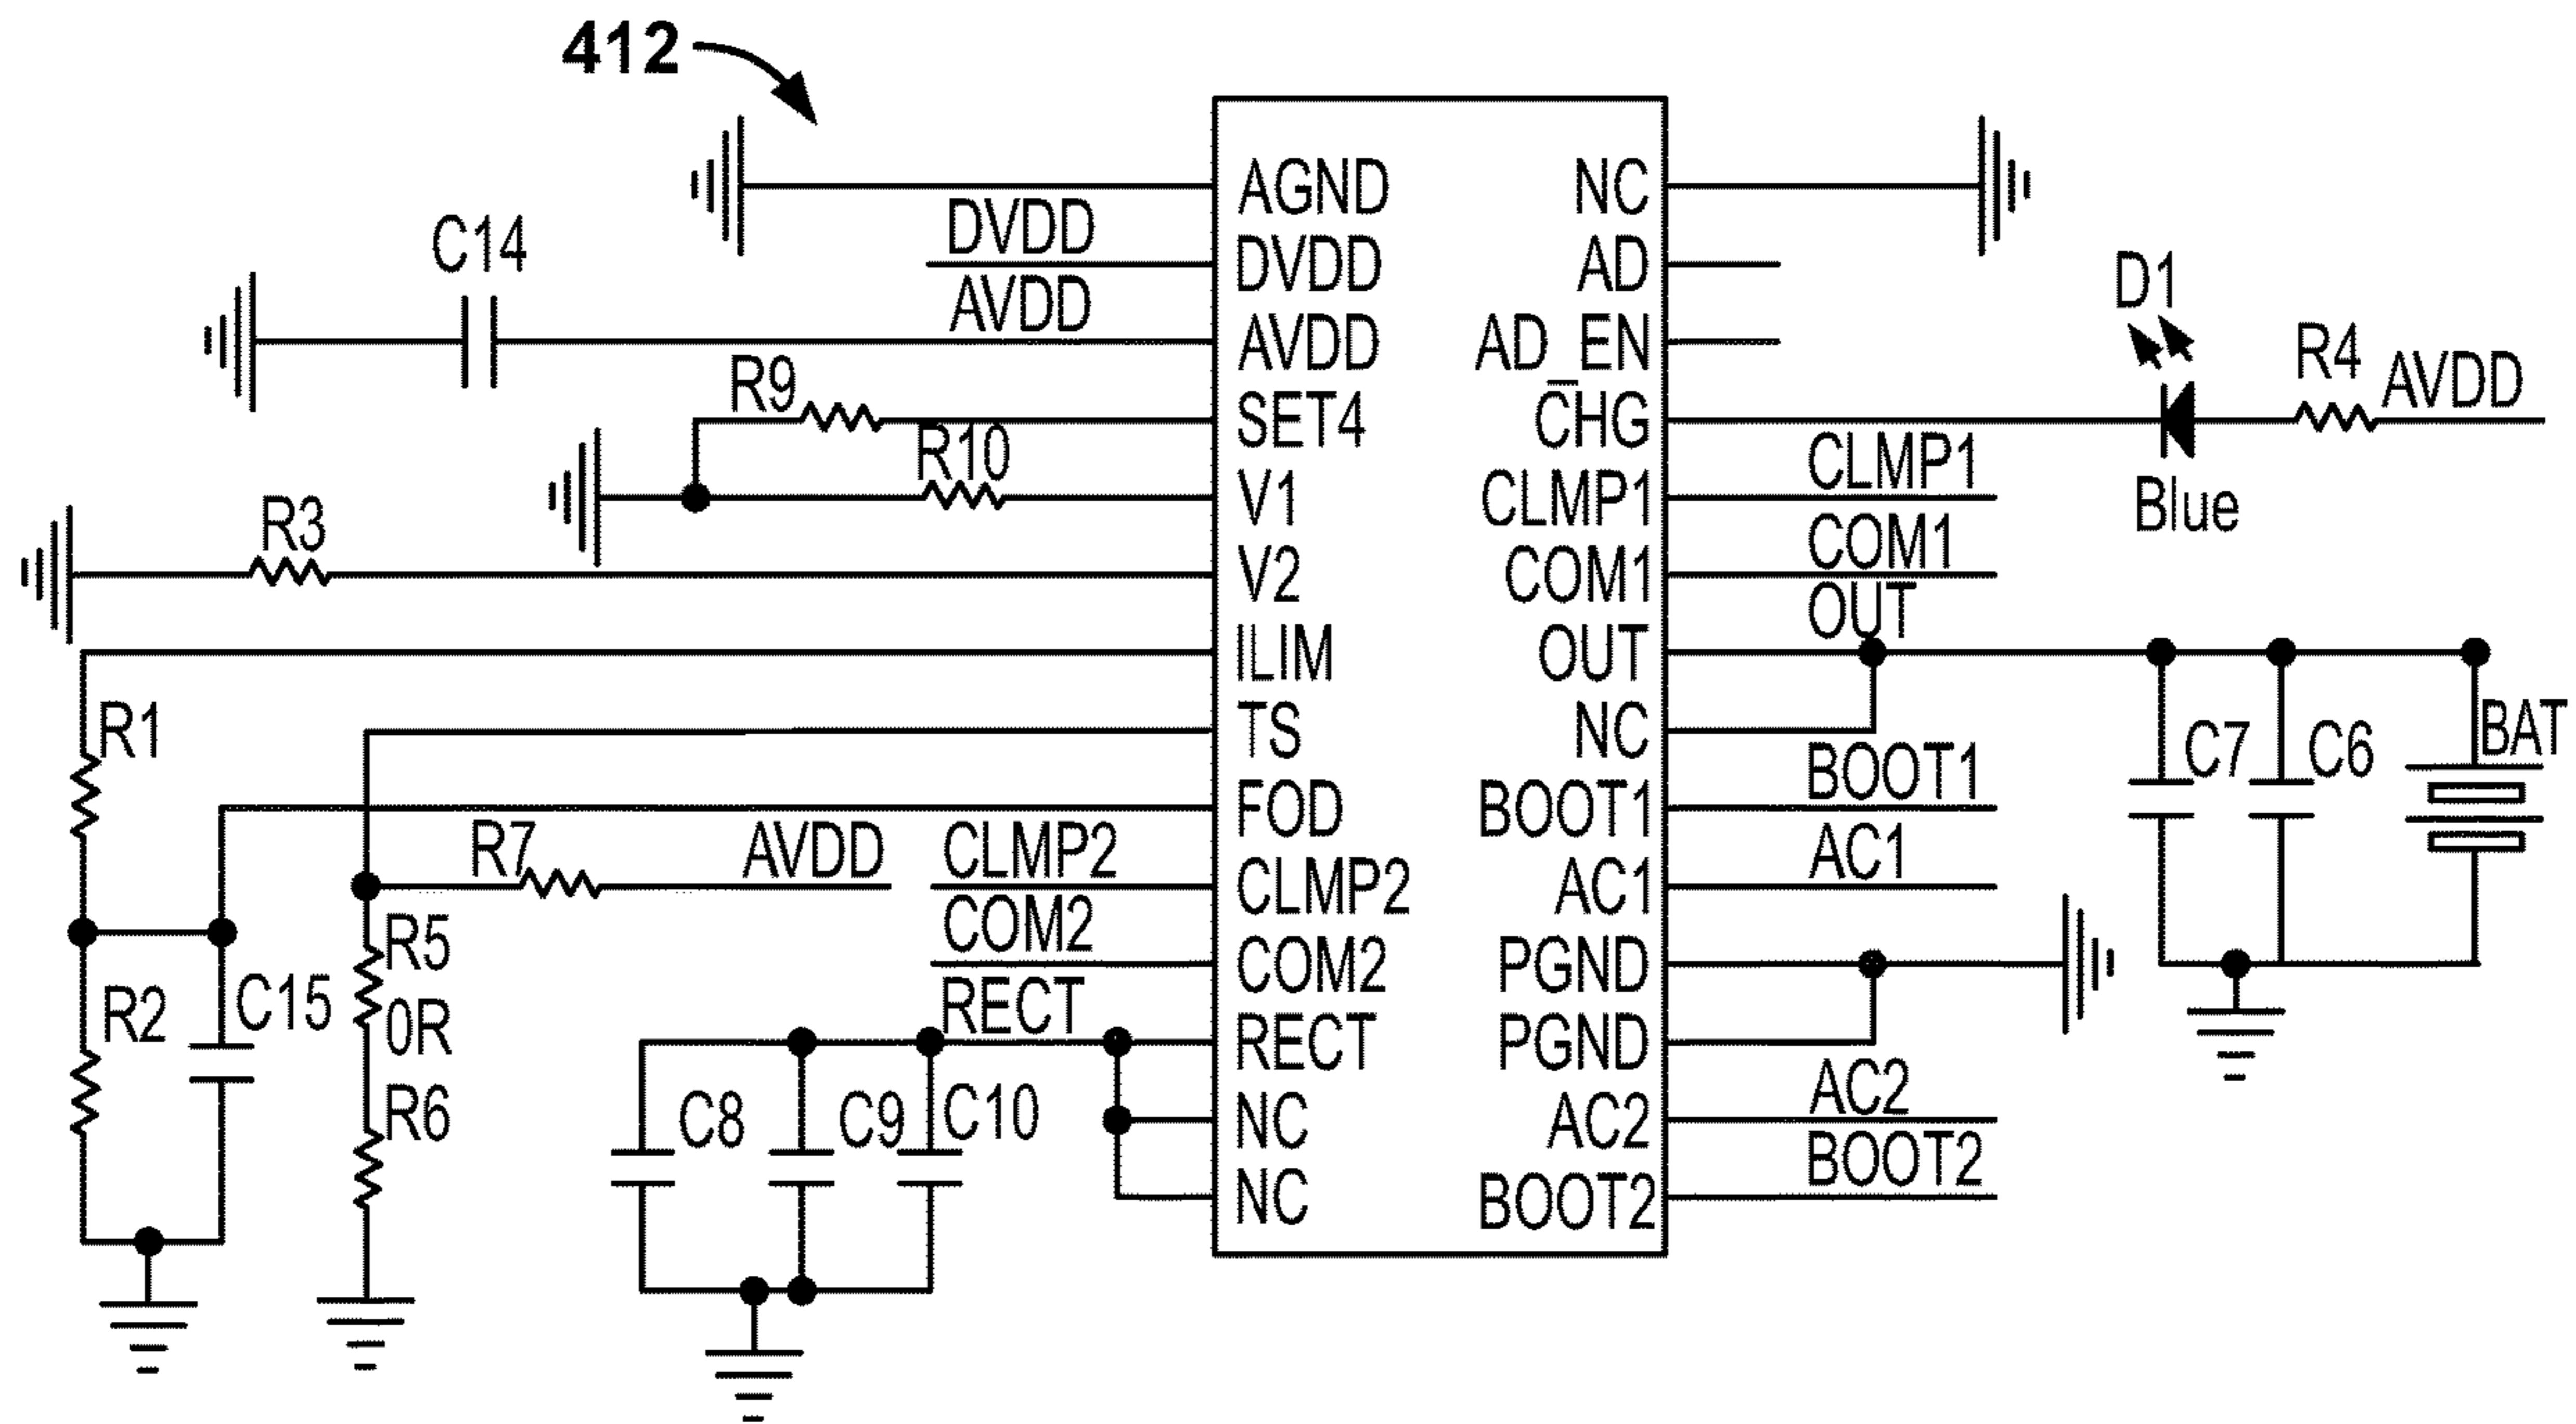 412
AGND NC
DVDD
DVDD AD
C14
AVDD
AVDD AD_EN
D1
R4
AVDD
R9
SET4 CHG
R10
CLMP1
V1 CLMP1
Blue
R3
COM1
V2 COM1
OUT
ILIM OUT
R1
TS NC
C7 C6 BAT
BOOT1
FOD BOOT1
R7 AVDD CLMP2
AC1
CLMP2 AC1
R5
COM2
COM2 PGND
R2 C15
0R
RECT
RECT PGND
R6
C8 C9 C10
AC2
NC AC2
BOOT2
NC BOOT2